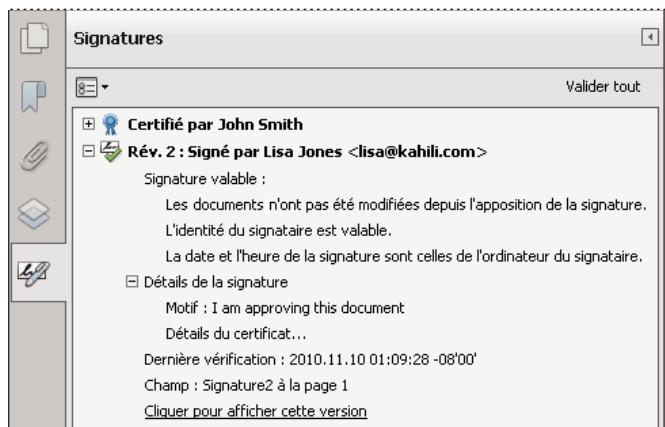 Signatures
Valider tout
Certifié par John Smith
Rév. 2 : Signé par Lisa Jones <lisa@kahili.com>
Signature valable :
Les documents n'ont pas été modifiées depuis l'apposition de la signature.
L'identité du signataire est valable.
La date et l'heure de la signature sont celles de l'ordinateur du signataire.
Détails de la signature
Motif : I am approving this document
Détails du certificat...
Dernière vérification : 2010.11.10 01:09:28 -08'00'
Champ : Signature2 à la page 1
Cliquer pour afficher cette version